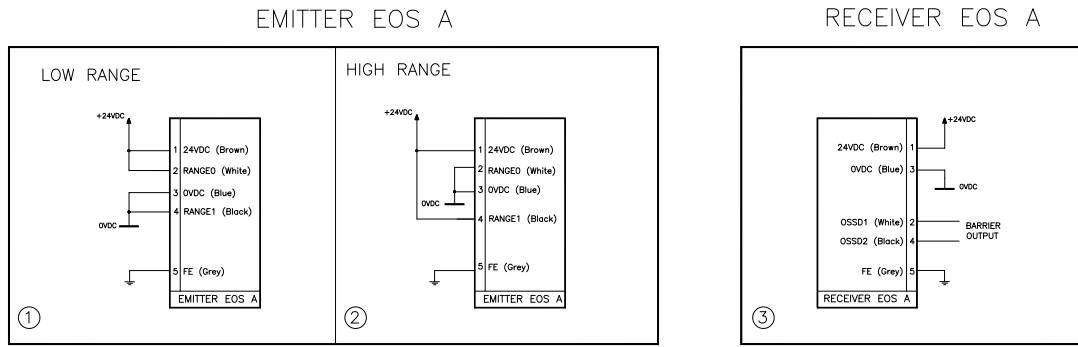 EMITTER EOS A
RECEIVER EOS A
LOW RANGE
+24VDC
1 24VDC (Brown)
2 RANGE0 (White)
3 0VDC (Blue)
4 RANGE1 (Black)
0VDC
5 FE (Grey)
EMITTER EOS A
1
HIGH RANGE
+24VDC
1 24VDC (Brown)
2 RANGE0 (White)
3 0VDC (Blue)
0VDC
4 RANGE1 (Black)
5 FE (Grey)
EMITTER EOS A
2
+24VDC
24VDC (Brown) 1
0VDC (Blue) 3
0VDC
OSSD1 (White) 2
OSSD2 (Black) 4
BARRIER
OUTPUT
FE (Grey) 5
RECEIVER EOS A
3